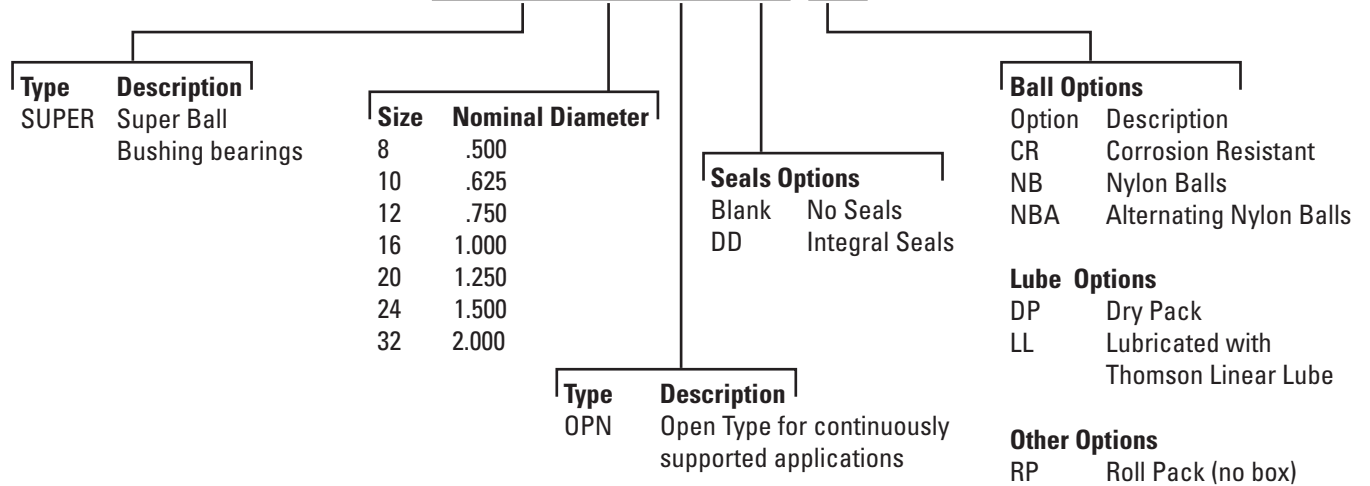 Type Description
SUPER Super Ball
Bushing bearings
Size Nominal Diameter
8 .500
10 .625
12 .750
16 1.000
20 1.250
24 1.500
32 2.000
Type Description
OPN Open Type for continuously
supported applications
Seals Options
Blank No Seals
DD Integral Seals
Ball Options
Option Description
CR Corrosion Resistant
NB Nylon Balls
NBA Alternating Nylon Balls
Lube Options
DP Dry Pack
LL Lubricated with
Thomson Linear Lube
Other Options
RP Roll Pack (no box)